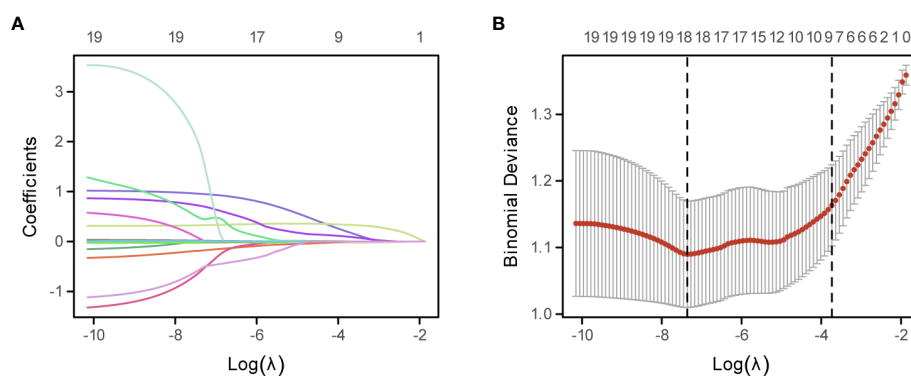 A
19 19 17 9 1
Coefficients
3
2
1
0
-1
-10 -8 -6 -4 -2
Log(λ)
B
19 19 19 19 19 18 18 17 17 15 12 10 10 9 7 6 6 6 2 1 0
Binomial Deviance
1.3
1.2
1.1
1.0
-10 -8 -6 -4 -2
Log(λ)